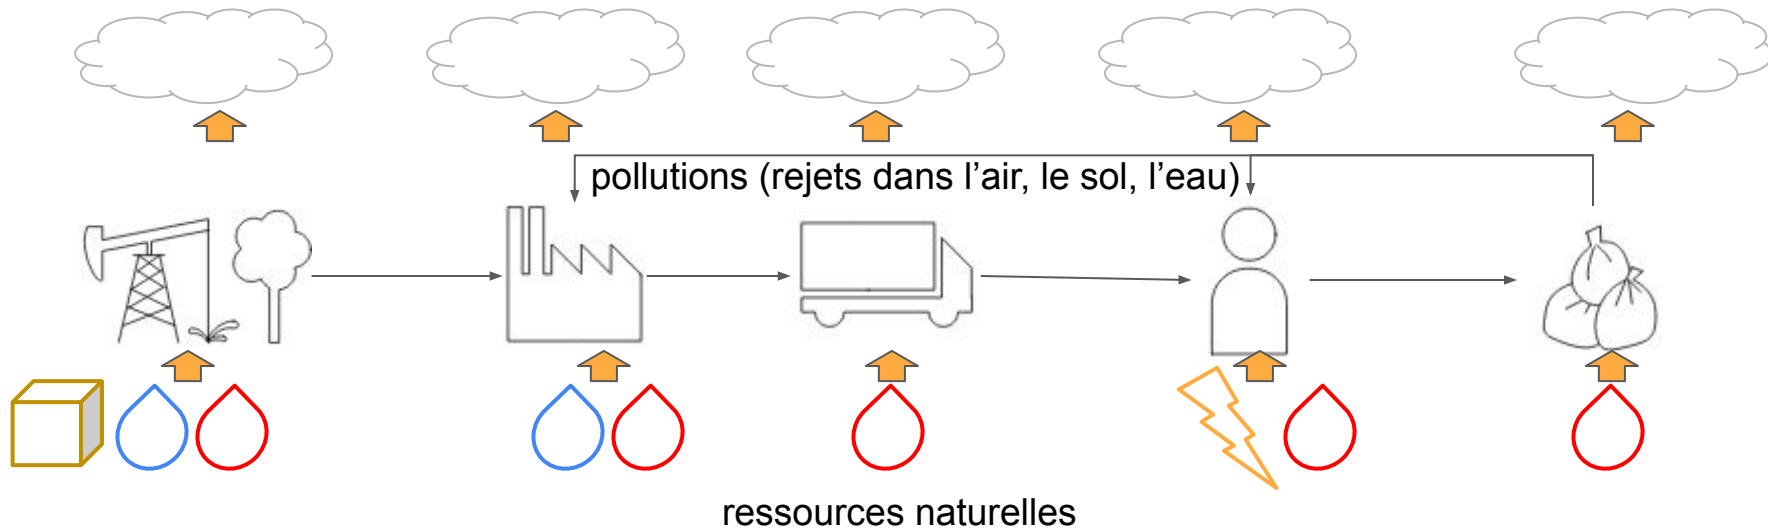 pollutions (rejets dans l’air, le sol, l’eau)
ressources naturelles